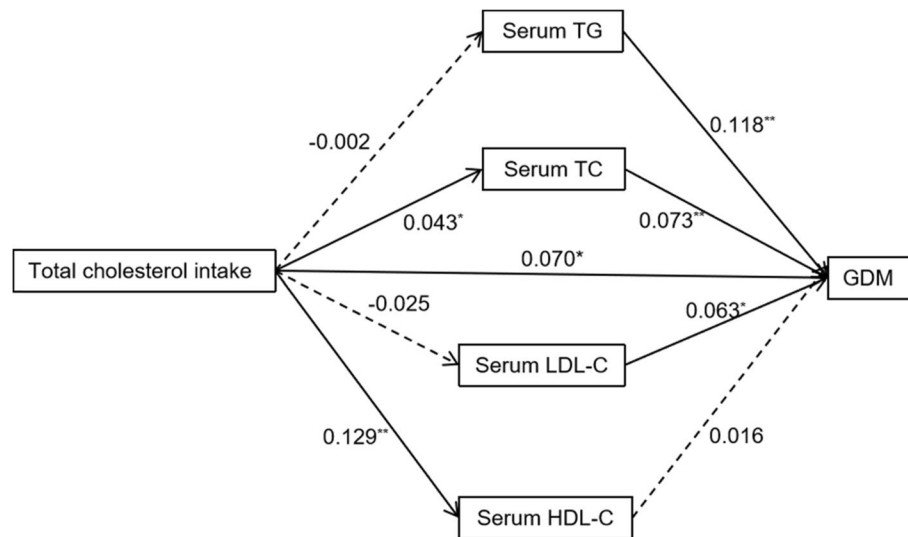 Serum TG
0.118**
-0.002
Serum TC
0.043*
0.073**
0.070*
Total cholesterol intake
GDM
-0.025
0.063*
Serum LDL-C
0.129**
0.016
Serum HDL-C